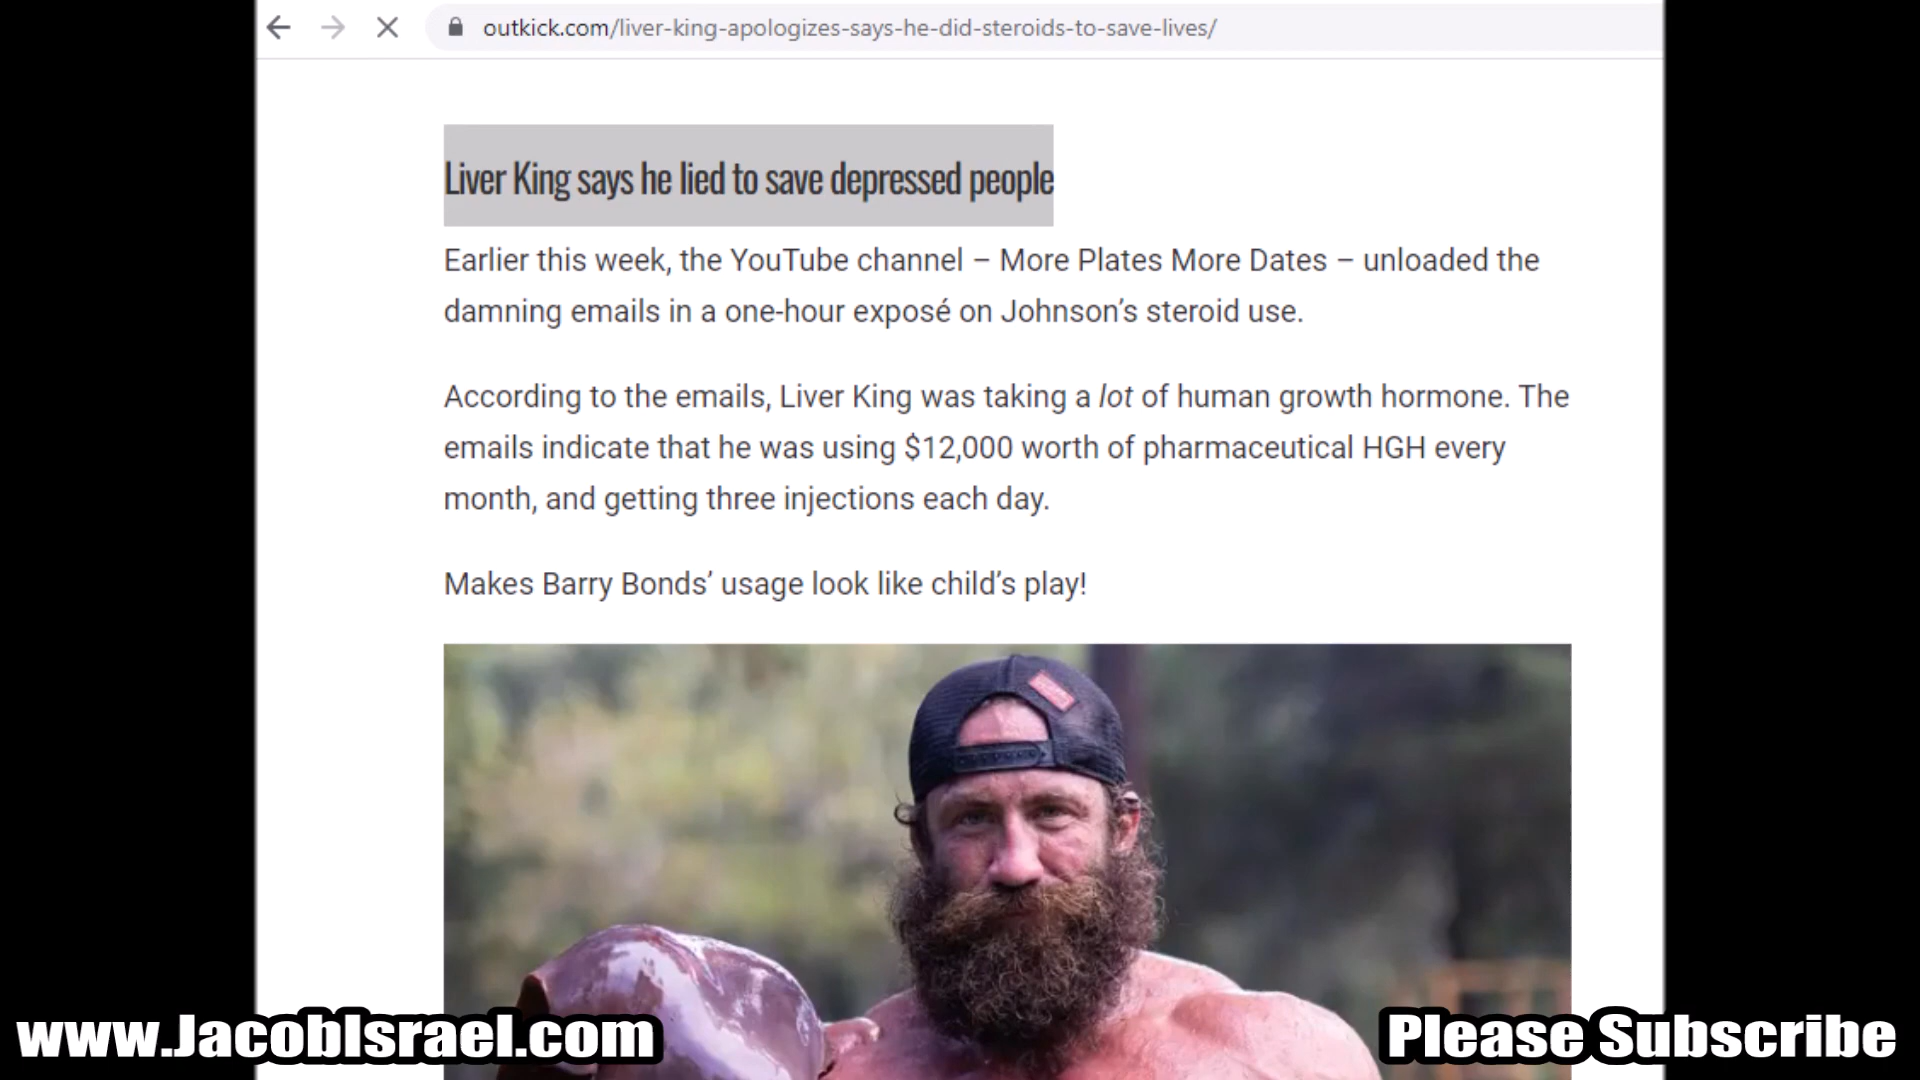 outkick.com/liver-king-apologizes-says-he-did-steroids-to-save-lives/
Liver King says he lied to save depressed people
Earlier this week, the YouTube channel – More Plates More Dates – unloaded the
damning emails in a one-hour exposé on Johnson’s steroid use.
According to the emails, Liver King was taking a lot of human growth hormone. The
emails indicate that he was using $12,000 worth of pharmaceutical HGH every
month, and getting three injections each day.
Makes Barry Bonds’ usage look like child’s play!
www.JacobIsrael.com
Please Subscribe